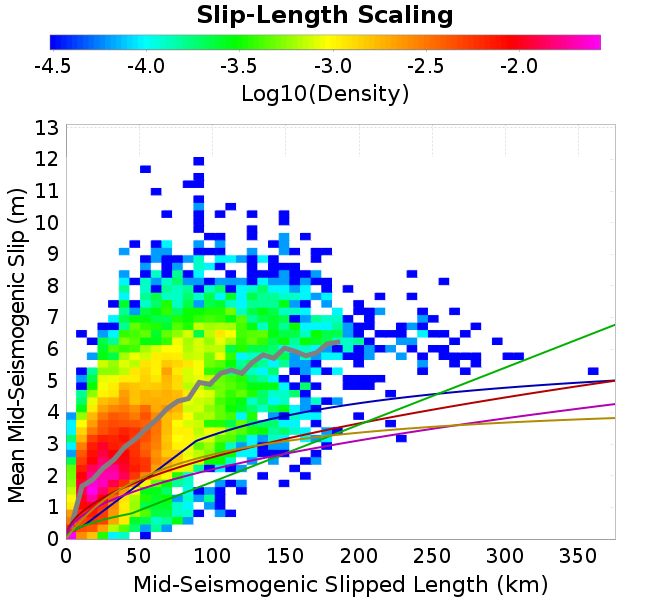 Slip-Length Scaling
-4.5 -4.0 -3.5 -3.0 -2.5 -2.0
Log10(Density)
13
12
11
10
9
8
7
6
5
4
3
2
1
0
Mean Mid-Seismogenic Slip (m)
0 50 100 150 200 250 300 350
Mid-Seismogenic Slipped Length (km)